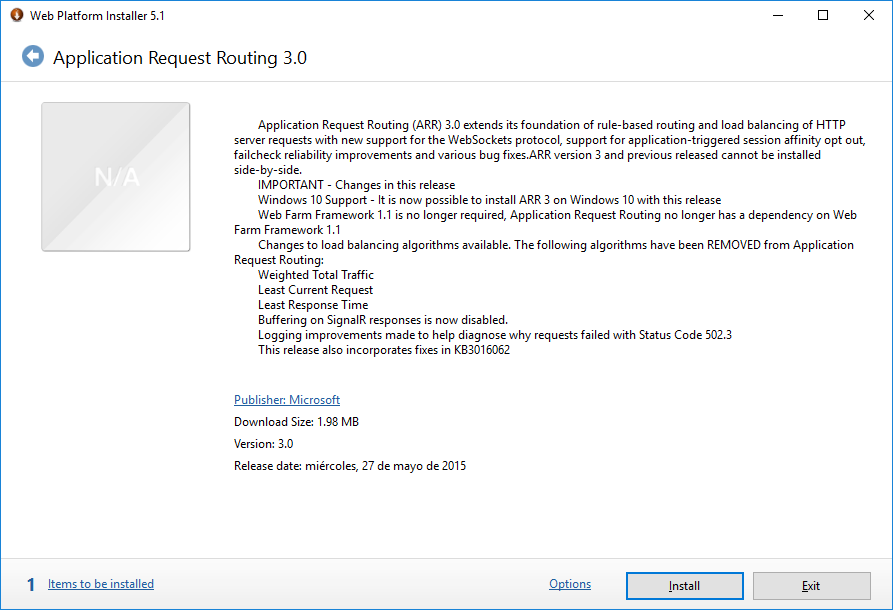 Web Platform Installer 5.1
Application Request Routing 3.0
N/A
Application Request Routing (ARR) 3.0 extends its foundation of rule-based routing and load balancing of HTTP
server requests with new support for the WebSockets protocol, support for application-triggered session affinity opt out,
failcheck reliability improvements and various bug fixes.ARR version 3 and previous released cannot be installed
side-by-side.
IMPORTANT - Changes in this release
Windows 10 Support - It is now possible to install ARR 3 on Windows 10 with this release
Web Farm Framework 1.1 is no longer required, Application Request Routing no longer has a dependency on Web
Farm Framework 1.1
Changes to load balancing algorithms available. The following algorithms have been REMOVED from Application
Request Routing:
Weighted Total Traffic
Least Current Request
Least Response Time
Buffering on SignalR responses is now disabled.
Logging improvements made to help diagnose why requests failed with Status Code 502.3
This release also incorporates fixes in KB3016062
Publisher: Microsoft
Download Size: 1.98 MB
Version: 3.0
Release date: miércoles, 27 de mayo de 2015
1 Items to be installed
Options
Install
Exit